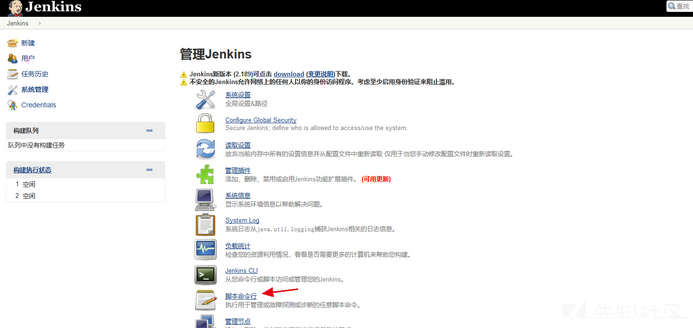 Jenkins
查找
Jenkins
新建
用户
任务历史
系统管理
Credentials
构建队列
队列中没有构建任务
构建执行状态
1 空闲
2 空闲
管理Jenkins
Jenkins新版本 (2.189)可点击 download (变更说明)下载。
不安全的Jenkins允许网络上的任何人以你的身份访问程序。考虑至少启用身份验证来阻止滥用。
系统设置
全局设置&路径
Configure Global Security
Secure Jenkins; define who is allowed to access/use the system.
读取设置
放弃当前内存中所有的设置信息并从配置文件中重新读取 仅用于当您手动修改配置文件时重新读取设置。
管理插件
添加、删除、禁用或启用Jenkins功能扩展插件。 (可用更新)
系统信息
显示系统环境信息以帮助解决问题。
System Log
系统日志从java.util.logging捕获Jenkins相关的日志信息。
负载统计
检查您的资源利用情况，看看是否需要更多的计算机来帮助您构建。
Jenkins CLI
从您命令行或脚本访问或管理您的Jenkins。
脚本命令行
执行用于管理或故障探测或诊断的任意脚本命令。
管理节点
先知社区